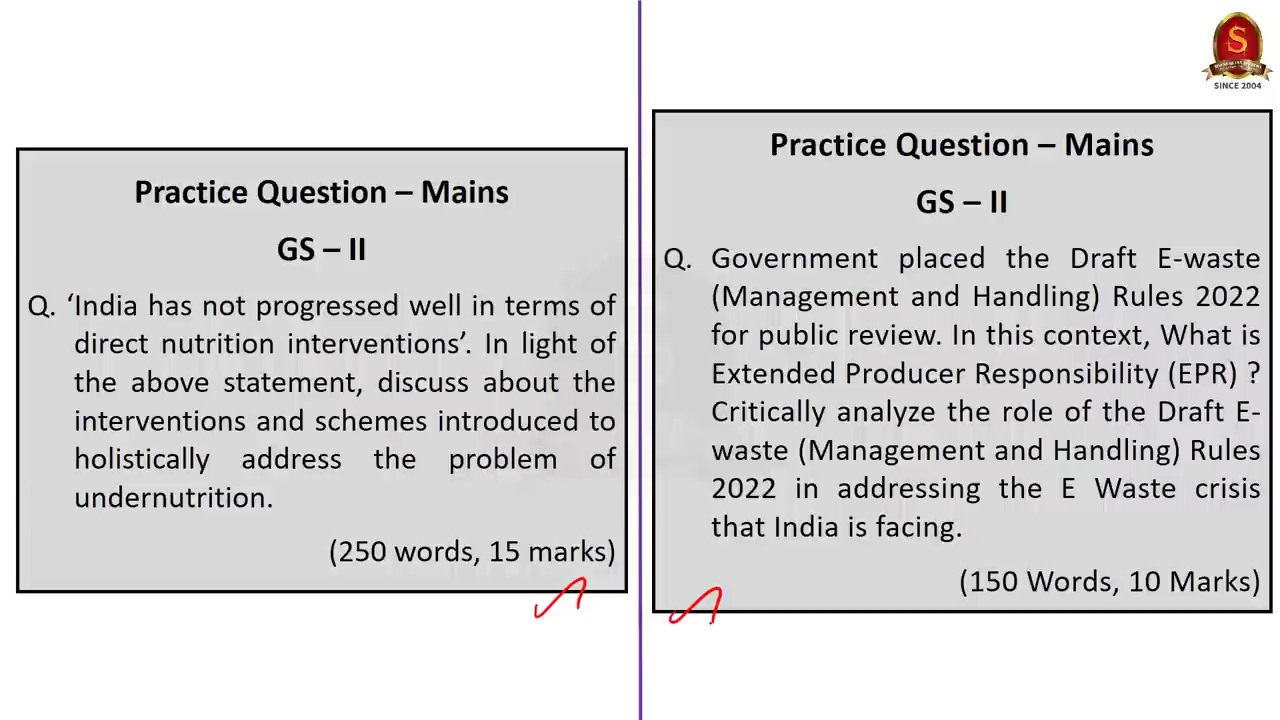 SINCE 2004
Practice Question – Mains
GS – II
Q. ‘India has not progressed well in terms of
direct nutrition interventions’. In light of
the above statement, discuss about the
interventions and schemes introduced to
holistically address the problem of
undernutrition.
(250 words, 15 marks)
Practice Question – Mains
GS – II
Q. Government placed the Draft E-waste
(Management and Handling) Rules 2022
for public review. In this context, What is
Extended Producer Responsibility (EPR) ?
Critically analyze the role of the Draft E-
waste (Management and Handling) Rules
2022 in addressing the E Waste crisis
that India is facing.
(150 Words, 10 Marks)